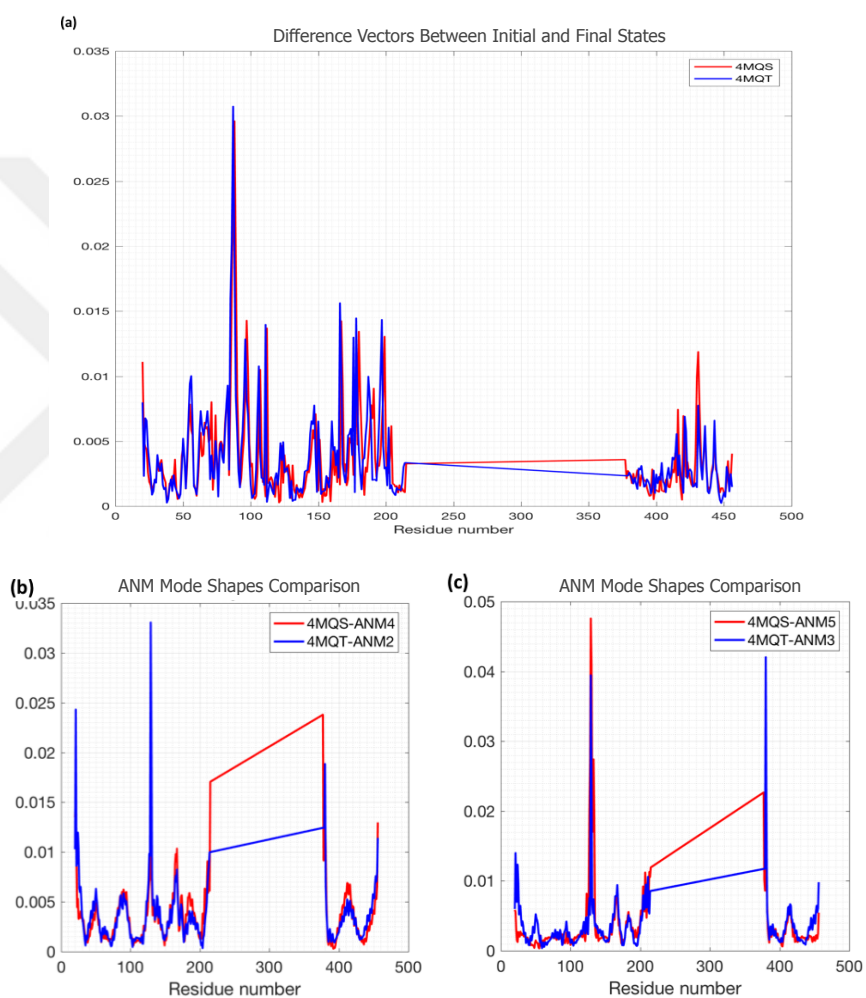 (a)
Difference Vectors Between Initial and Final States
0.035
0.03
0.025
0.02
0.015
0.01
0.005
0
4MQS
4MQT
0 50 100 150 200 250 300 350 400 450 500
Residue number
(b)
ANM Mode Shapes Comparison
0.035
0.03
0.025
0.02
0.015
0.01
0.005
0
4MQS-ANM4
4MQT-ANM2
0 100 200 300 400 500
Residue number
(c)
ANM Mode Shapes Comparison
0.05
0.04
0.03
0.02
0.01
0
4MQS-ANM5
4MQT-ANM3
0 100 200 300 400 500
Residue number